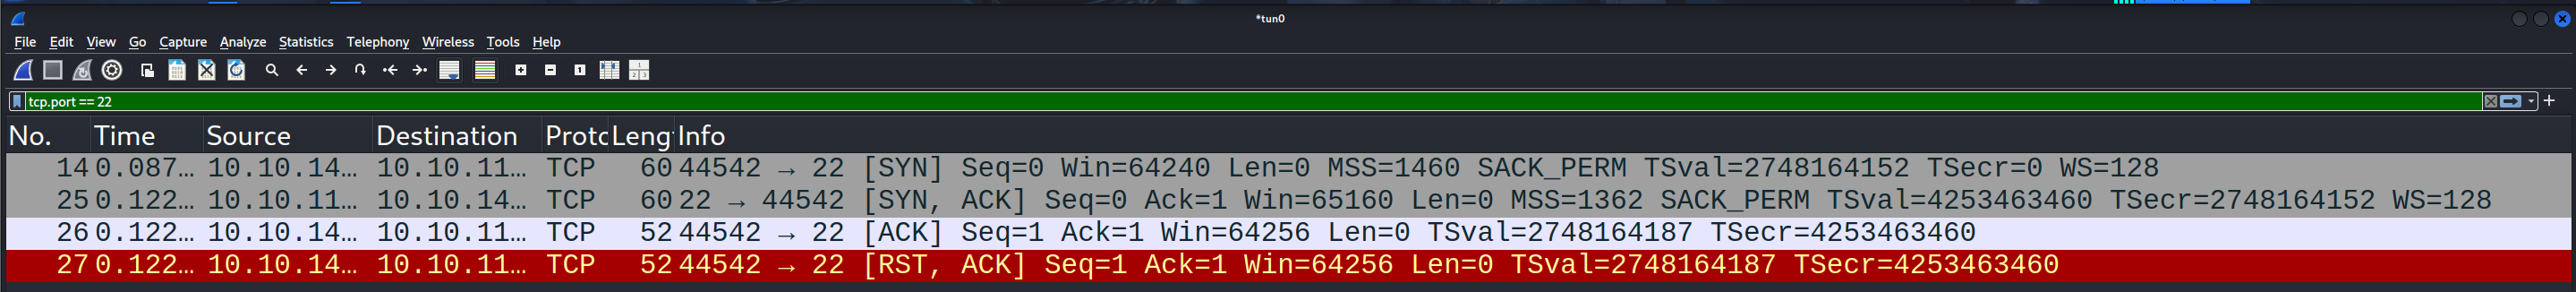 *tun0
File Edit View Go Capture Analyze Statistics Telephony Wireless Tools Help
tcp.port == 22
No. Time Source Destination Protc Leng Info
14 0.087… 10.10.14… 10.10.11… TCP 60 44542 → 22 [SYN] Seq=0 Win=64240 Len=0 MSS=1460 SACK_PERM TSval=2748164152 TSecr=0 WS=128
25 0.122… 10.10.11… 10.10.14… TCP 60 22 → 44542 [SYN, ACK] Seq=0 Ack=1 Win=65160 Len=0 MSS=1362 SACK_PERM TSval=4253463460 TSecr=2748164152 WS=128
26 0.122… 10.10.14… 10.10.11… TCP 52 44542 → 22 [ACK] Seq=1 Ack=1 Win=64256 Len=0 TSval=2748164187 TSecr=4253463460
27 0.122… 10.10.14… 10.10.11… TCP 52 44542 → 22 [RST, ACK] Seq=1 Ack=1 Win=64256 Len=0 TSval=2748164187 TSecr=4253463460